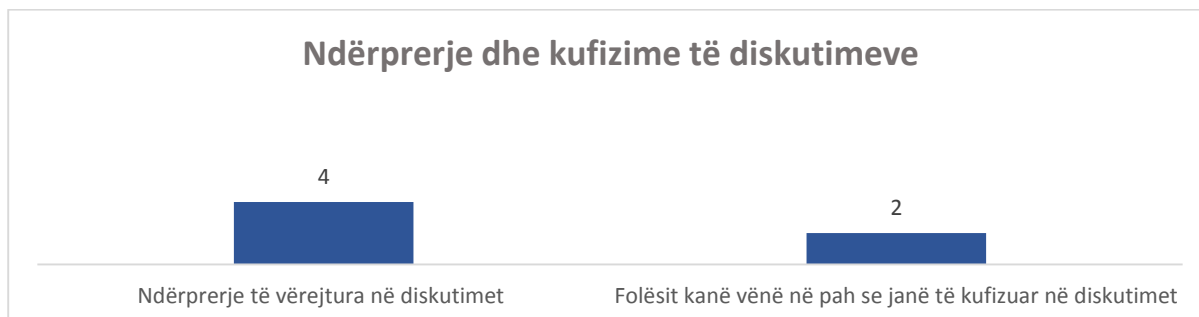 Ndërprerje dhe kufizime të diskutimeve
4
2
Ndërprerje të vërejtura në diskutimet
Folësit kanë vënë në pah se janë të kufizuar në diskutimet